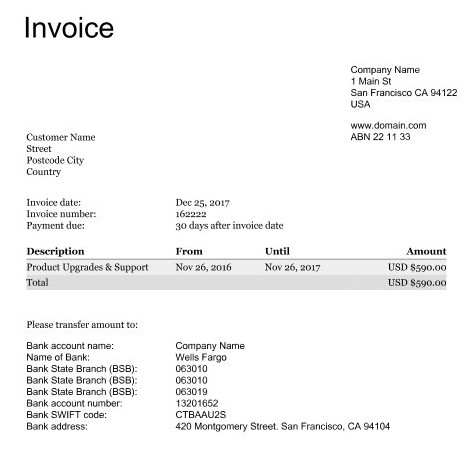 Invoice
Company Name
1 Main St
San Francisco CA 94122
USA
www.domain.com
ABN 22 11 33
Customer Name
Street
Postcode City
Country
Invoice date: Dec 25, 2017
Invoice number: 162222
Payment due: 30 days after invoice date
Description From Until Amount
Product Upgrades & Support Nov 26, 2016 Nov 26, 2017 USD $590.00
Total USD $590.00
Please transfer amount to:
Bank account name: Company Name
Name of Bank: Wells Fargo
Bank State Branch (BSB): 063010
Bank State Branch (BSB): 063010
Bank State Branch (BSB): 063019
Bank account number: 13201652
Bank SWIFT code: CTBAAU2S
Bank address: 420 Montgomery Street. San Francisco, CA 94104